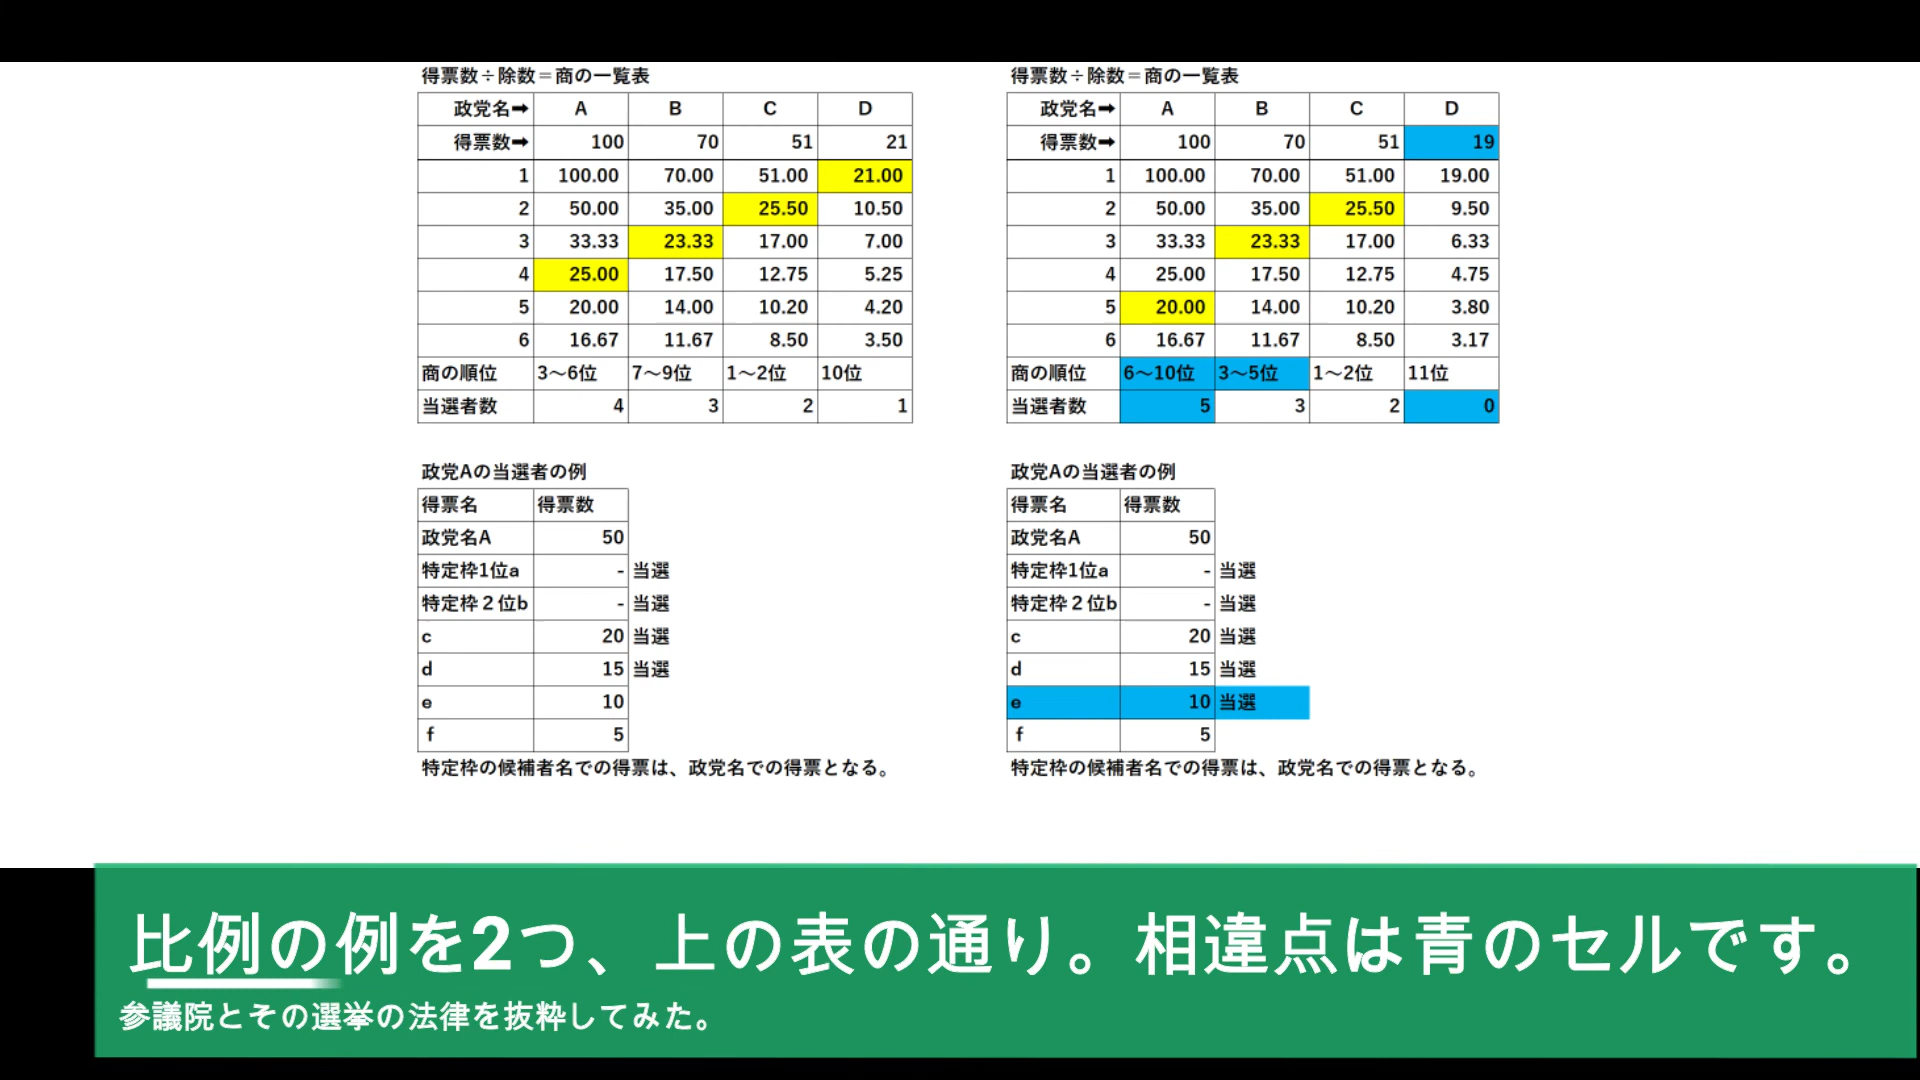 得票数÷除数＝商の一覧表
政党名➡ A B C D
得票数➡ 100 70 51 21
1 100.00 70.00 51.00 21.00
2 50.00 35.00 25.50 10.50
3 33.33 23.33 17.00 7.00
4 25.00 17.50 12.75 5.25
5 20.00 14.00 10.20 4.20
6 16.67 11.67 8.50 3.50
商の順位 3〜6位 7〜9位 1〜2位 10位
当選者数 4 3 2 1
政党Aの当選者の例
得票名 得票数
政党名A 50
特定枠1位a - 当選
特定枠２位b - 当選
c 20 当選
d 15 当選
e 10
f 5
特定枠の候補者名での得票は、政党名での得票となる。
得票数÷除数＝商の一覧表
政党名➡ A B C D
得票数➡ 100 70 51 19
1 100.00 70.00 51.00 19.00
2 50.00 35.00 25.50 9.50
3 33.33 23.33 17.00 6.33
4 25.00 17.50 12.75 4.75
5 20.00 14.00 10.20 3.80
6 16.67 11.67 8.50 3.17
商の順位 6〜10位 3〜5位 1〜2位 11位
当選者数 5 3 2 0
政党Aの当選者の例
得票名 得票数
政党名A 50
特定枠1位a - 当選
特定枠２位b - 当選
c 20 当選
d 15 当選
e 10 当選
f 5
特定枠の候補者名での得票は、政党名での得票となる。
比例の例を2つ、上の表の通り。相違点は青のセルです。
参議院とその選挙の法律を抜粋してみた。